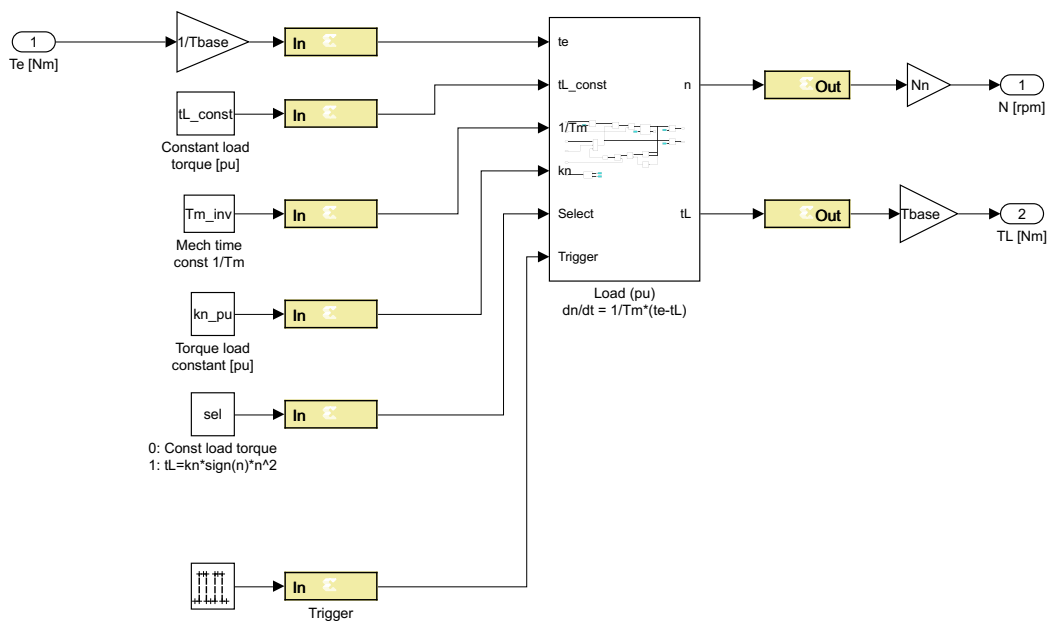 1
Te [Nm]
1/Tbase
In
te
tL_const
In
tL_const
Constant load
torque [pu]
1/Tm
Tm_inv
In
kn
Mech time
const 1/Tm
kn_pu
In
Select
Torque load
constant [pu]
sel
In
Trigger
0: Const load torque
1: tL=kn*sign(n)*n^2
In
Trigger
n
Out
Nn
1
N [rpm]
tL
Out
Tbase
2
TL [Nm]
Load (pu)
dn/dt = 1/Tm*(te-tL)